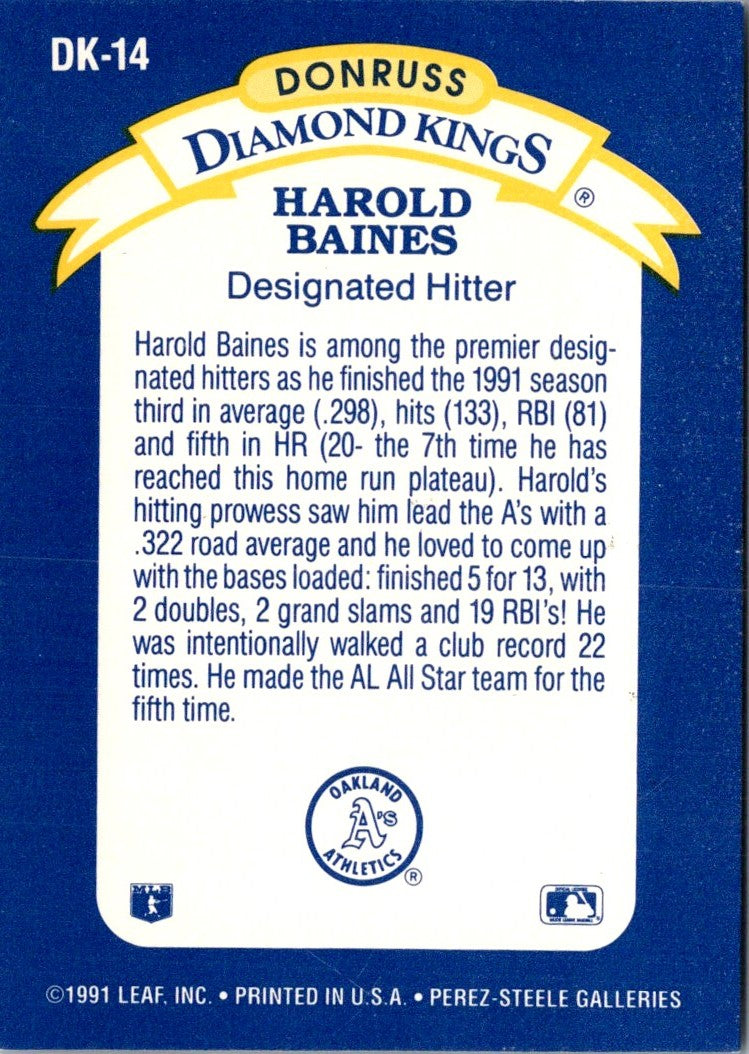 DK-14
DONRUSS
DIAMOND KINGS
®
HAROLD
BAINES
Designated Hitter
Harold Baines is among the premier desig-
nated hitters as he finished the 1991 season
third in average (.298), hits (133), RBI (81)
and fifth in HR (20- the 7th time he has
reached this home run plateau). Harold's
hitting prowess saw him lead the A's with a
.322 road average and he loved to come up
with the bases loaded: finished 5 for 13, with
2 doubles, 2 grand slams and 19 RBI's! He
was intentionally walked a club record 22
times. He made the AL All Star team for the
fifth time.
OAKLAND
A's
ATHLETICS
®
MLB
©1991 LEAF, INC. • PRINTED IN U.S.A. • PEREZ-STEELE GALLERIES